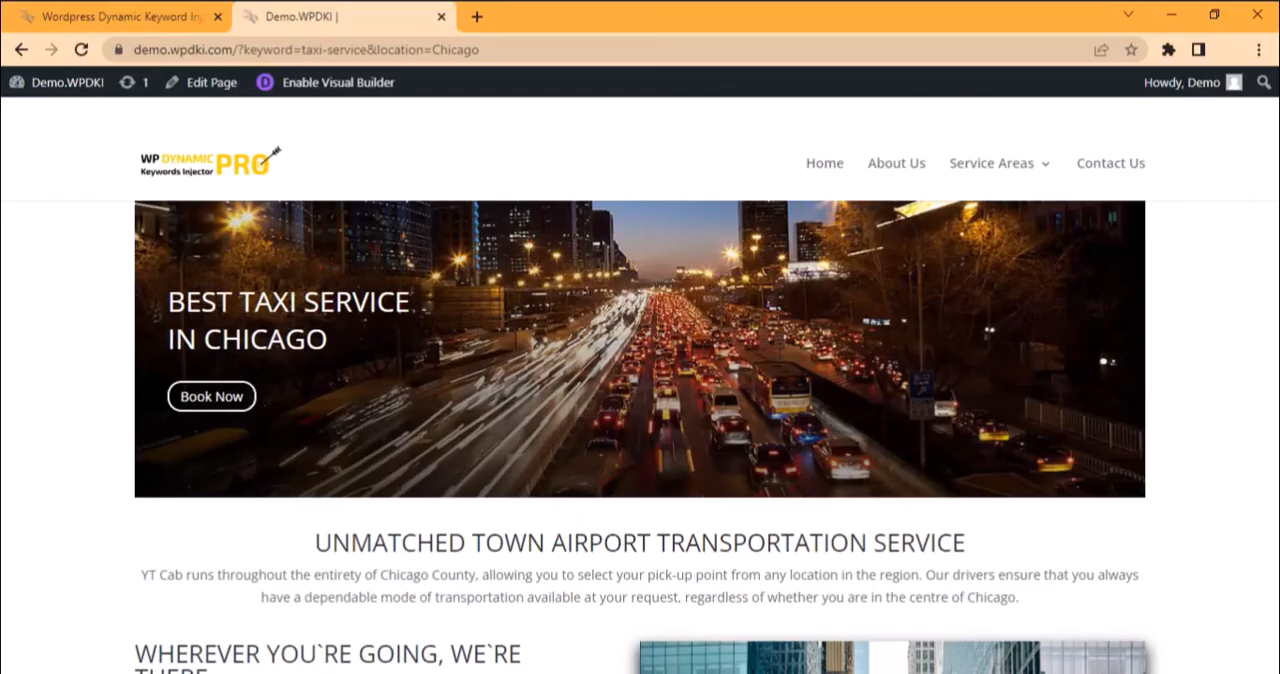 Wordpress Dynamic Keyword In
Demo.WPDKI |
demo.wpdki.com/?keyword=taxi-service&location=Chicago
Demo.WPDKI
1
Edit Page
D
Enable Visual Builder
Howdy, Demo
WP DYNAMIC
Keywords Injector
PRO
Home
About Us
Service Areas
Contact Us
BEST TAXI SERVICE
IN CHICAGO
Book Now
UNMATCHED TOWN AIRPORT TRANSPORTATION SERVICE
YT Cab runs throughout the entirety of Chicago County, allowing you to select your pick-up point from any location in the region. Our drivers ensure that you always
have a dependable mode of transportation available at your request, regardless of whether you are in the centre of Chicago.
WHEREVER YOU`RE GOING, WE`RE
THERE